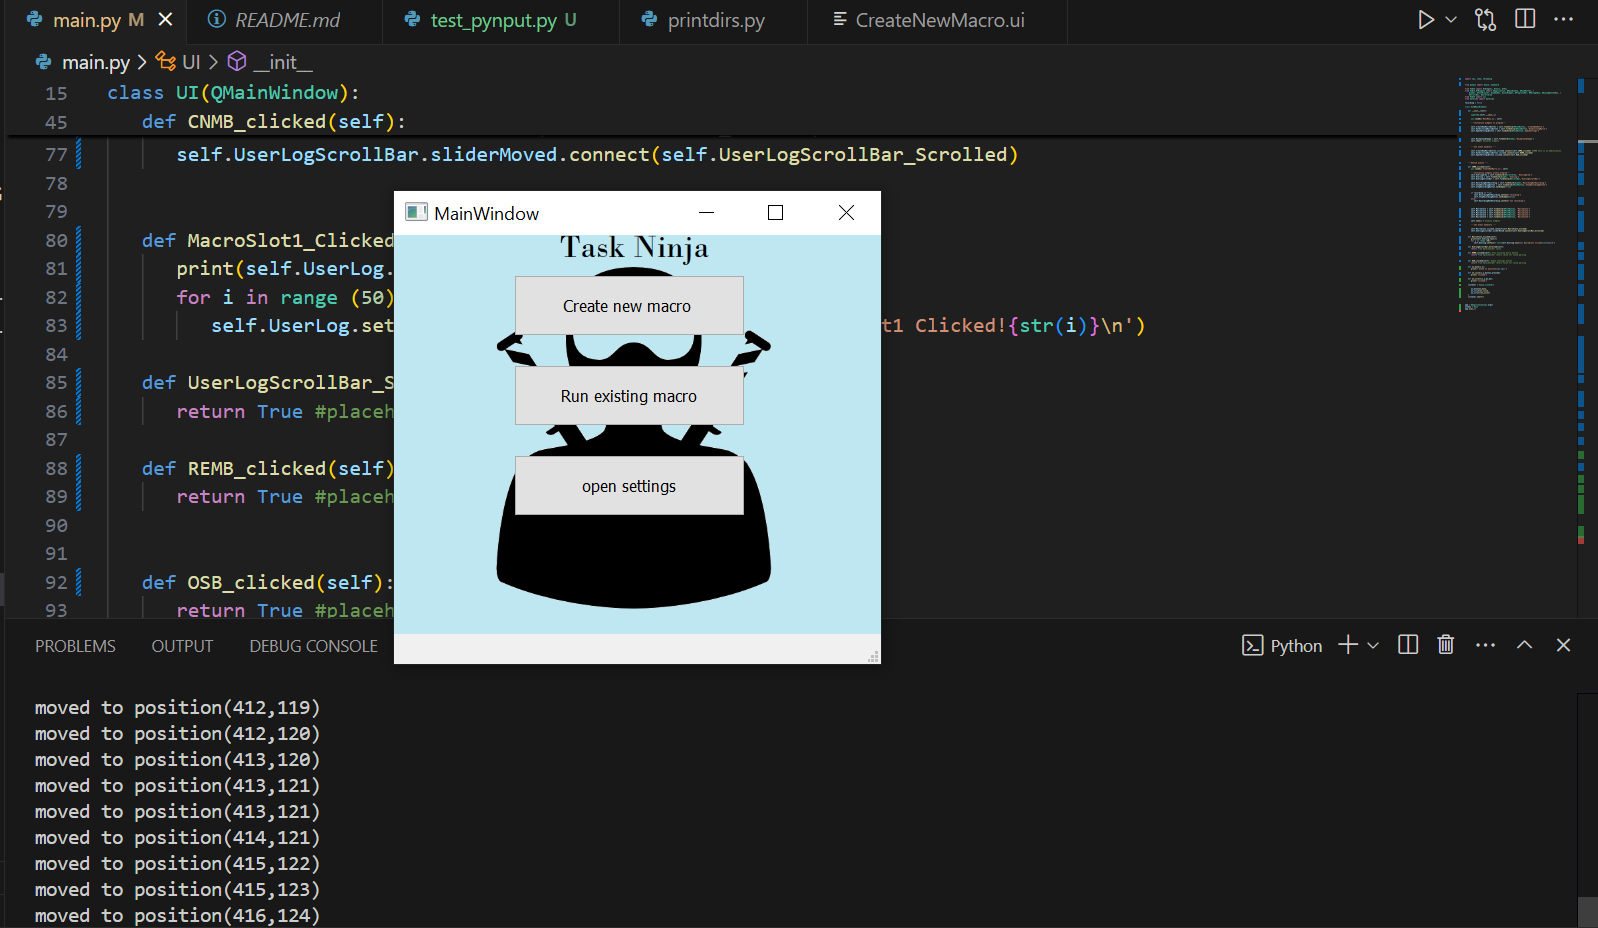 main.py M
README.md
test_pynput.py U
printdirs.py
CreateNewMacro.ui
main.py > UI > __init__
15 class UI(QMainWindow):
45 def CNMB_clicked(self):
77 self.UserLogScrollBar.sliderMoved.connect(self.UserLogScrollBar_Scrolled)
78
79
80 def MacroSlot1_Clicked
81 print(self.UserLog.
82 for i in range (50)
83 self.UserLog.set t1 Clicked!{str(i)}\n')
84
85 def UserLogScrollBar_S
86 return True #placeh
87
88 def REMB_clicked(self)
89 return True #placeh
90
91
92 def OSB_clicked(self):
93 return True #placeh
MainWindow
Task Ninja
Create new macro
Run existing macro
open settings
PROBLEMS OUTPUT DEBUG CONSOLE
Python
moved to position(412,119)
moved to position(412,120)
moved to position(413,120)
moved to position(413,121)
moved to position(413,121)
moved to position(414,121)
moved to position(415,122)
moved to position(415,123)
moved to position(416,124)